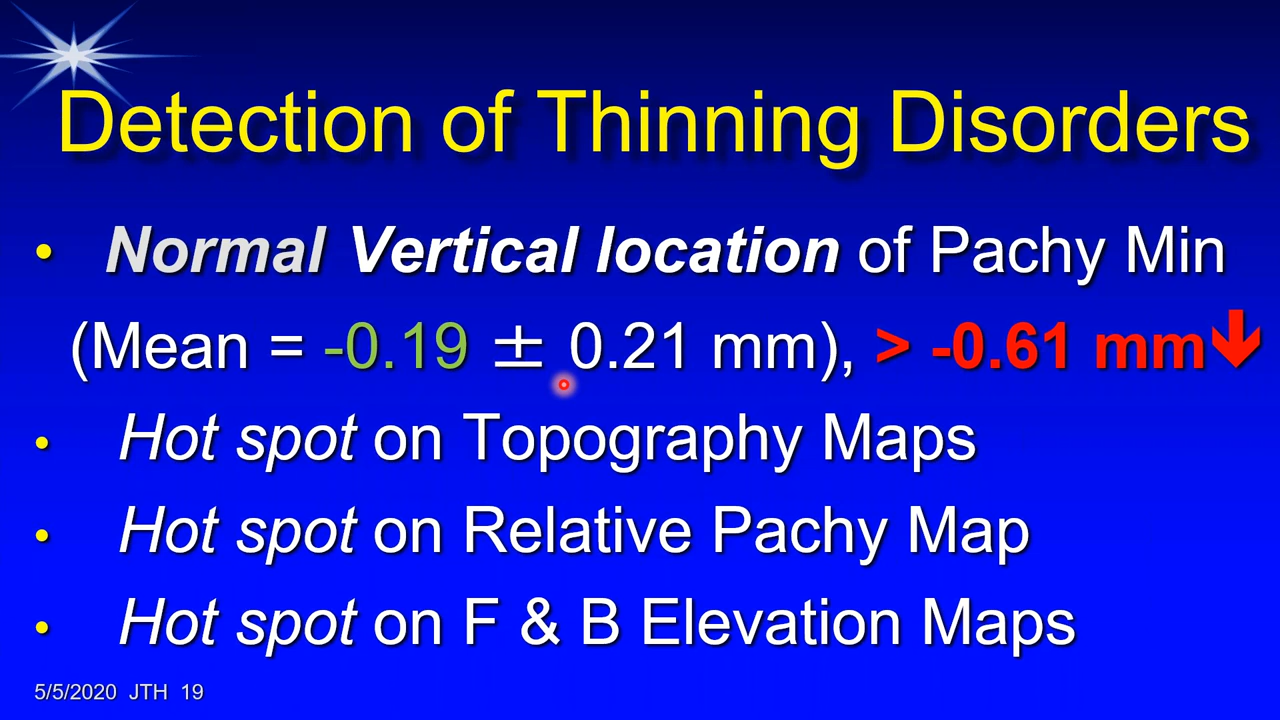 Detection of Thinning Disorders
• Normal Vertical location of Pachy Min
(Mean = -0.19 ± 0.21 mm), > -0.61 mm↓
• Hot spot on Topography Maps
• Hot spot on Relative Pachy Map
• Hot spot on F & B Elevation Maps
5/5/2020 JTH 19